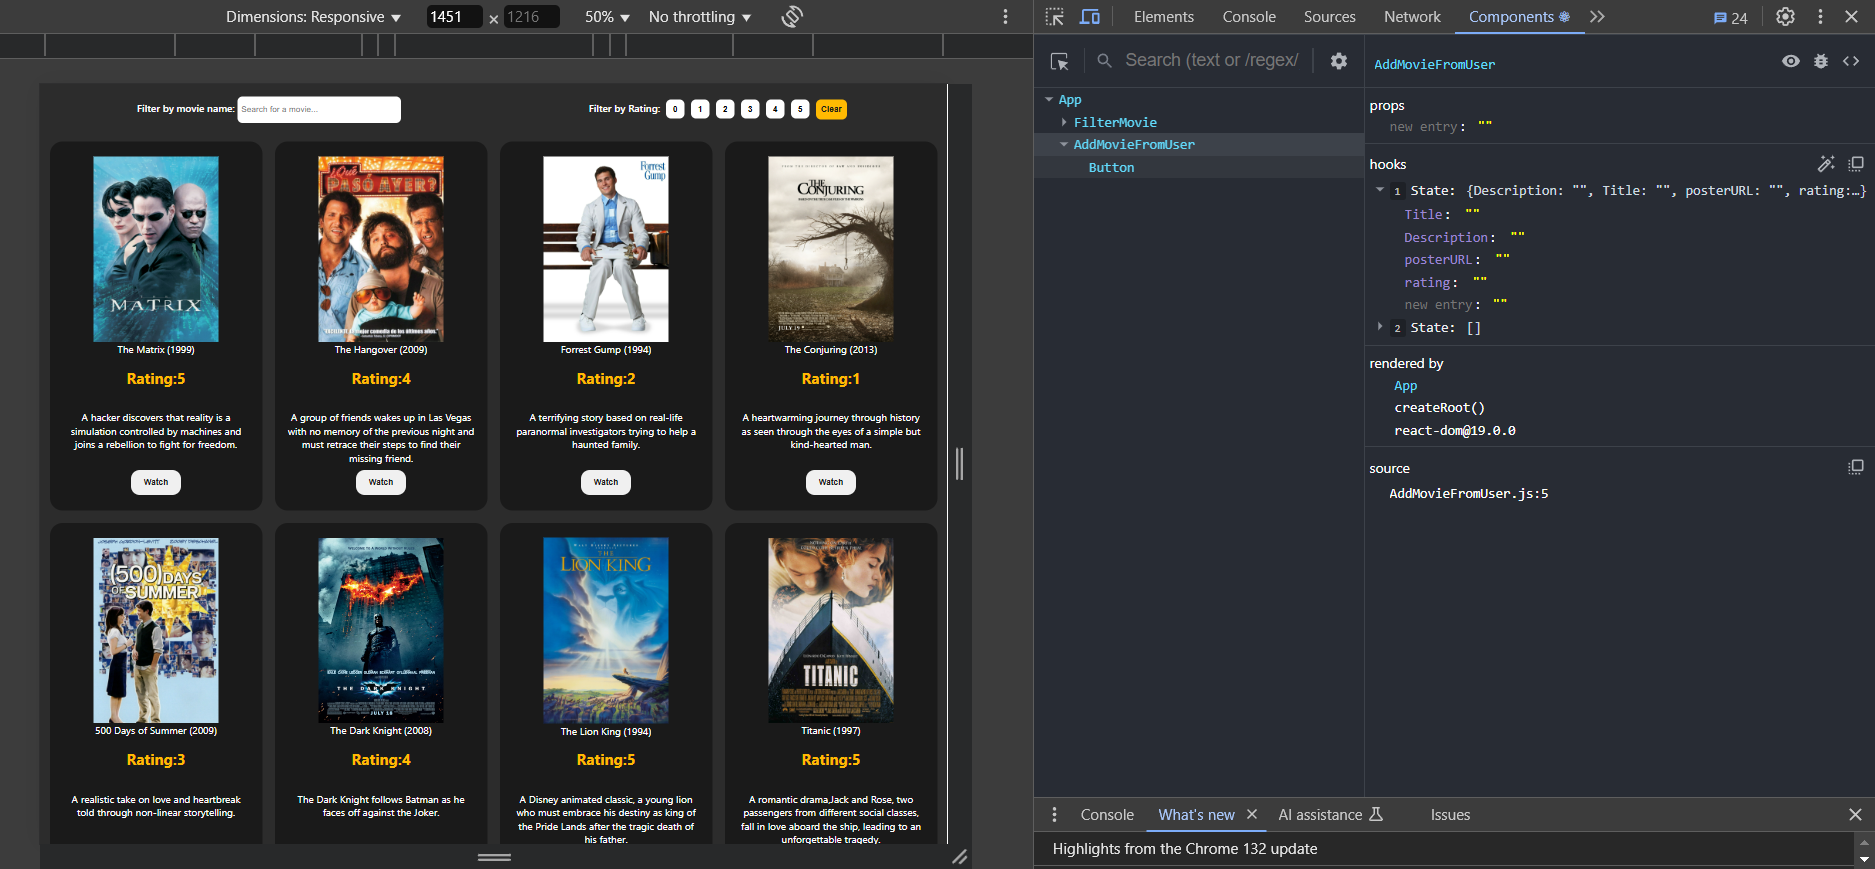 Dimensions: Responsive ▼ 1451 × 1216 50% ▼ No throttling ▼
Elements Console Sources Network Components 24
Search (text or /regex/
AddMovieFromUser
App
FilterMovie
AddMovieFromUser
Button
props
new entry: ""
hooks
1 State: {Description: "", Title: "", posterURL: "", rating:…}
Title: ""
Description: ""
posterURL: ""
rating: ""
new entry: ""
2 State: []
rendered by
App
createRoot()
react-dom@19.0.0
source
AddMovieFromUser.js:5
Filter by movie name: Search for a movie...
Filter by Rating: 0 1 2 3 4 5 Clear
MATRIX
The Matrix (1999)
Rating:5
A hacker discovers that reality is a
simulation controlled by machines and
joins a rebellion to fight for freedom.
Watch
¿Qué
PASÓ AYER?
The Hangover (2009)
Rating:4
A group of friends wakes up in Las Vegas
with no memory of the previous night and
must retrace their steps to find their
missing friend.
Watch
Forrest
Gump
Forrest Gump (1994)
Rating:2
A terrifying story based on real-life
paranormal investigators trying to help a
haunted family.
Watch
THE
CONJURING
JULY 19
The Conjuring (2013)
Rating:1
A heartwarming journey through history
as seen through the eyes of a simple but
kind-hearted man.
Watch
(500) DAYS
OF SUMMER
500 Days of Summer (2009)
Rating:3
A realistic take on love and heartbreak
told through non-linear storytelling.
WELCOME TO A WORLD WITHOUT RULES
THE DARK KNIGHT
JULY 18
The Dark Knight (2008)
Rating:4
The Dark Knight follows Batman as he
faces off against the Joker.
THE
LION KING
The Lion King (1994)
Rating:5
A Disney animated classic, a young lion
who must embrace his destiny as king of
the Pride Lands after the tragic death of
his father.
TITANIC
Titanic (1997)
Rating:5
A romantic drama,Jack and Rose, two
passengers from different social classes,
fall in love aboard the ship, leading to an
unforgettable tragedy.
Console What's new AI assistance Issues
Highlights from the Chrome 132 update